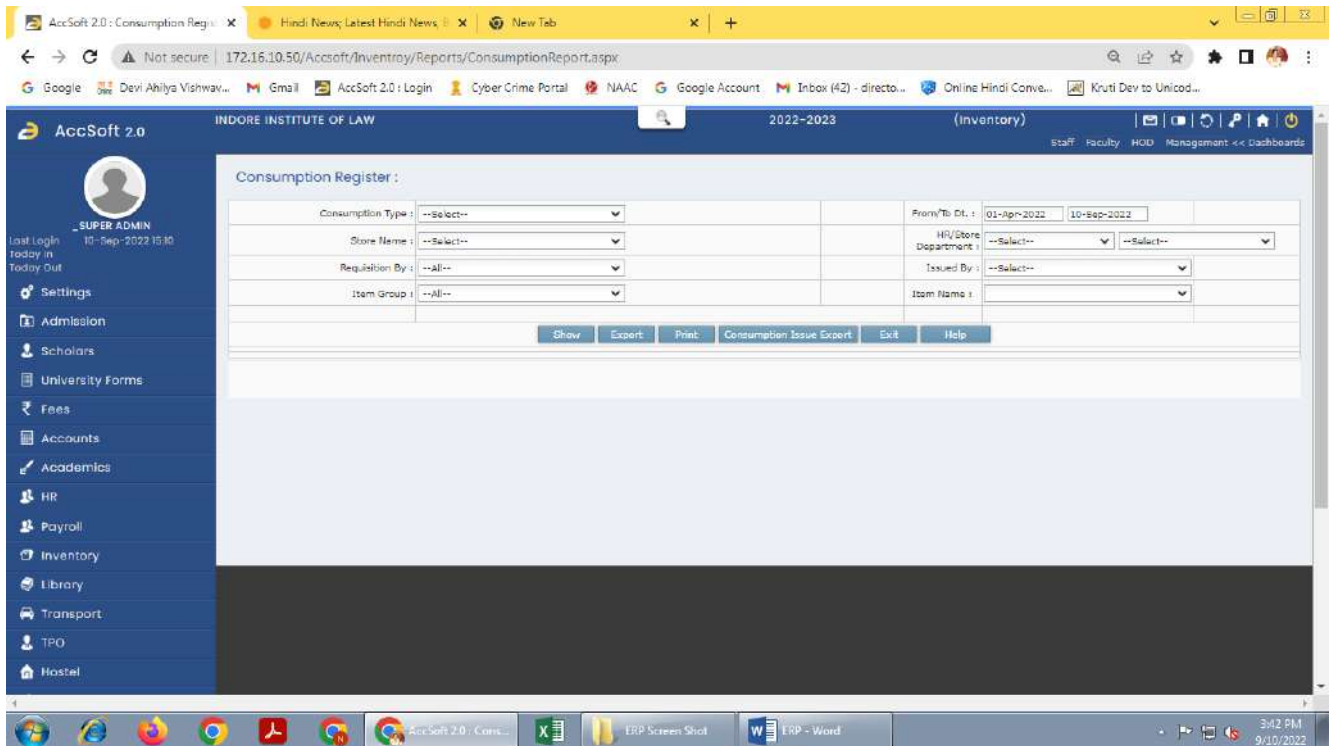 AccSoft 2.0 : Consumption Regis
Hindi News; Latest Hindi News,
New Tab
Not secure | 172.16.10.50/Accsoft/Inventroy/Reports/ConsumptionReport.aspx
Google
Devi Ahilya Vishwav...
Gmail
AccSoft 2.0 : Login
Cyber Crime Portal
NAAC
Google Account
Inbox (42) - directo...
Online Hindi Conve...
Kruti Dev to Unicod...
AccSoft 2.0
INDORE INSTITUTE OF LAW
2022-2023
(Inventory)
Staff Faculty HOD Management << Dashboards
_SUPER ADMIN
Last Login 10-Sep-2022 15:10
Today In
Today Out
Settings
Admission
Scholars
University Forms
Fees
Accounts
Academics
HR
Payroll
Inventory
Library
Transport
TPO
Hostel
Consumption Register :
Consumption Type : --Select-- From/To Dt. : 01-Apr-2022 10-Sep-2022
Store Name : --Select-- HR/Store Department : --Select-- --Select--
Requisition By : --All-- Issued By : --Select--
Item Group : --All-- Item Name :
Show Export Print Consumption Issue Export Exit Help
AccSoft 2.0 : Cons...
ERP Screen Shot
ERP - Word
3:42 PM
9/10/2022